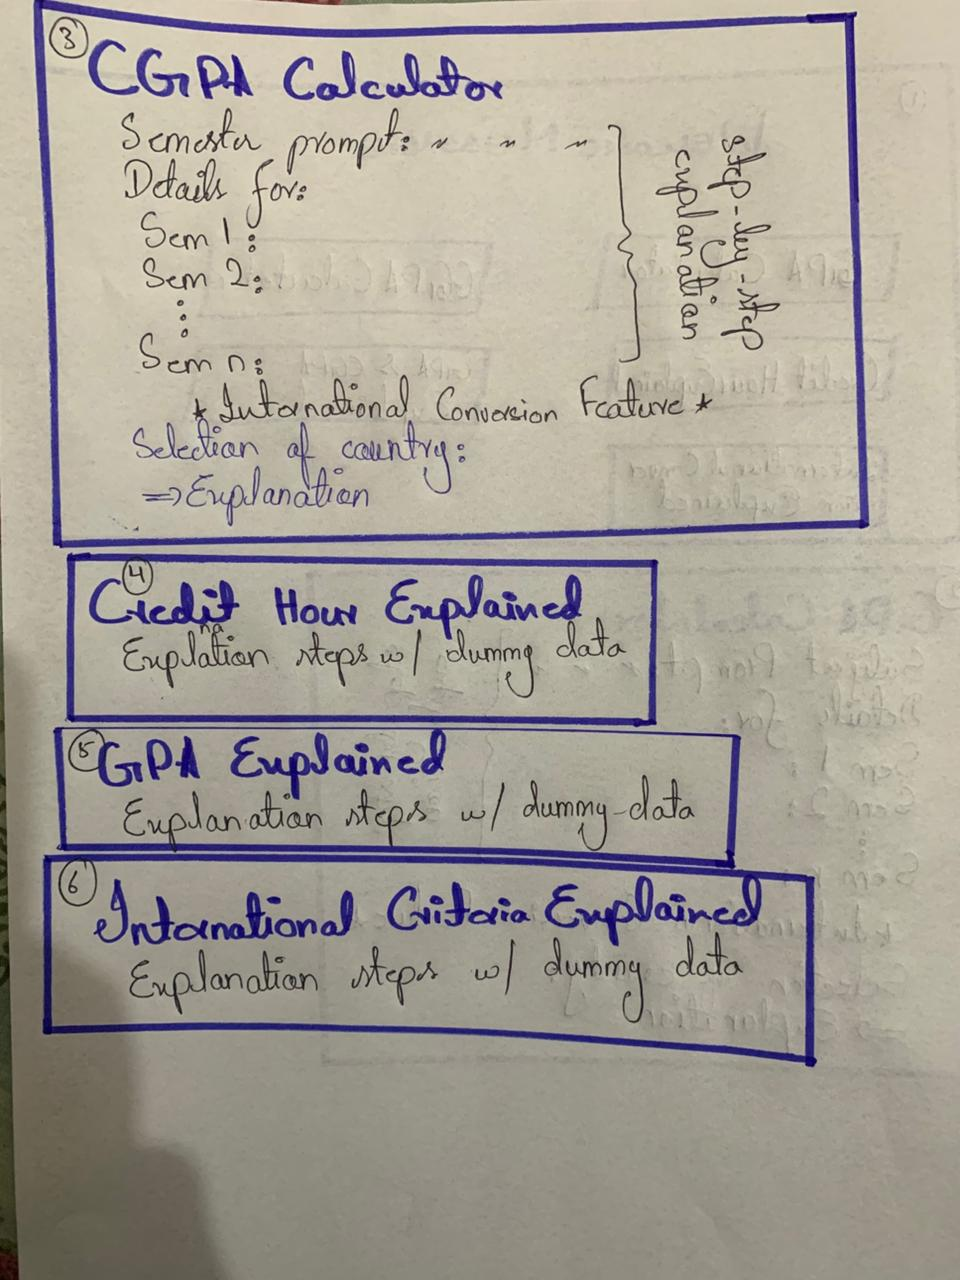 3
CGPA Calculator
Semester prompt: " " "
Details for:
Sem 1 :
Sem 2:
⋮
Sem n:
step-by-step
explanation
* International Conversion Feature *
Selection of country:
⇒ Explanation
4
Credit Hour Explained
Explanation steps w/ dummy data
5
GPA Explained
Explanation steps w/ dummy-data
6
International Criteria Explained
Explanation steps w/ dummy data